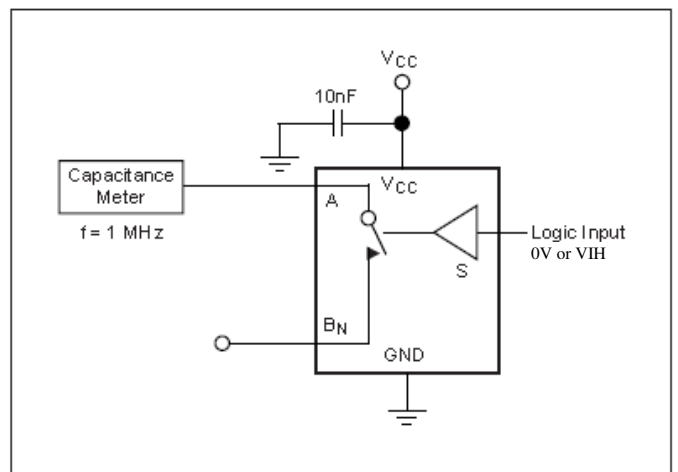 VCC
10nF
Capacitance
Meter
f = 1 MHz
VCC
A
Logic Input
0V or VIH
S
BN
GND